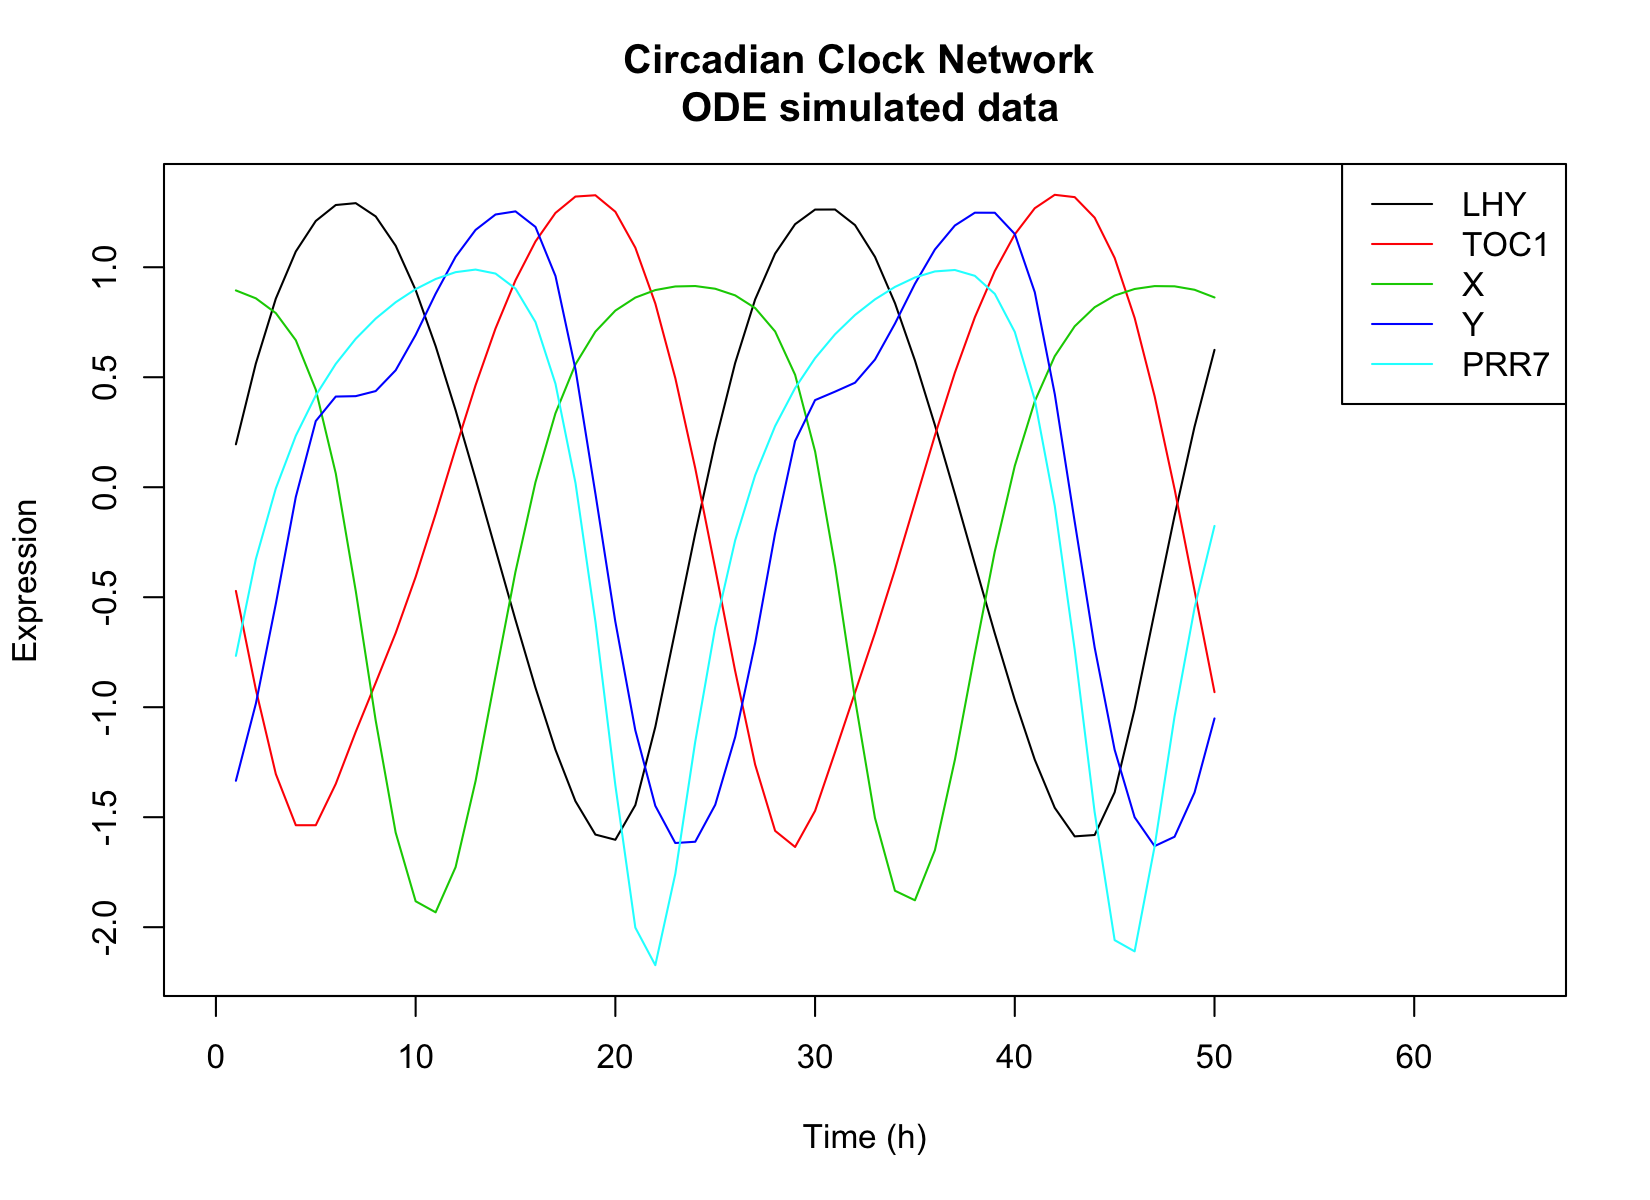 Circadian Clock Network
ODE simulated data
LHY
TOC1
X
Y
PRR7
Expression
1.0
0.5
0.0
-0.5
-1.0
-1.5
-2.0
0 10 20 30 40 50 60
Time (h)